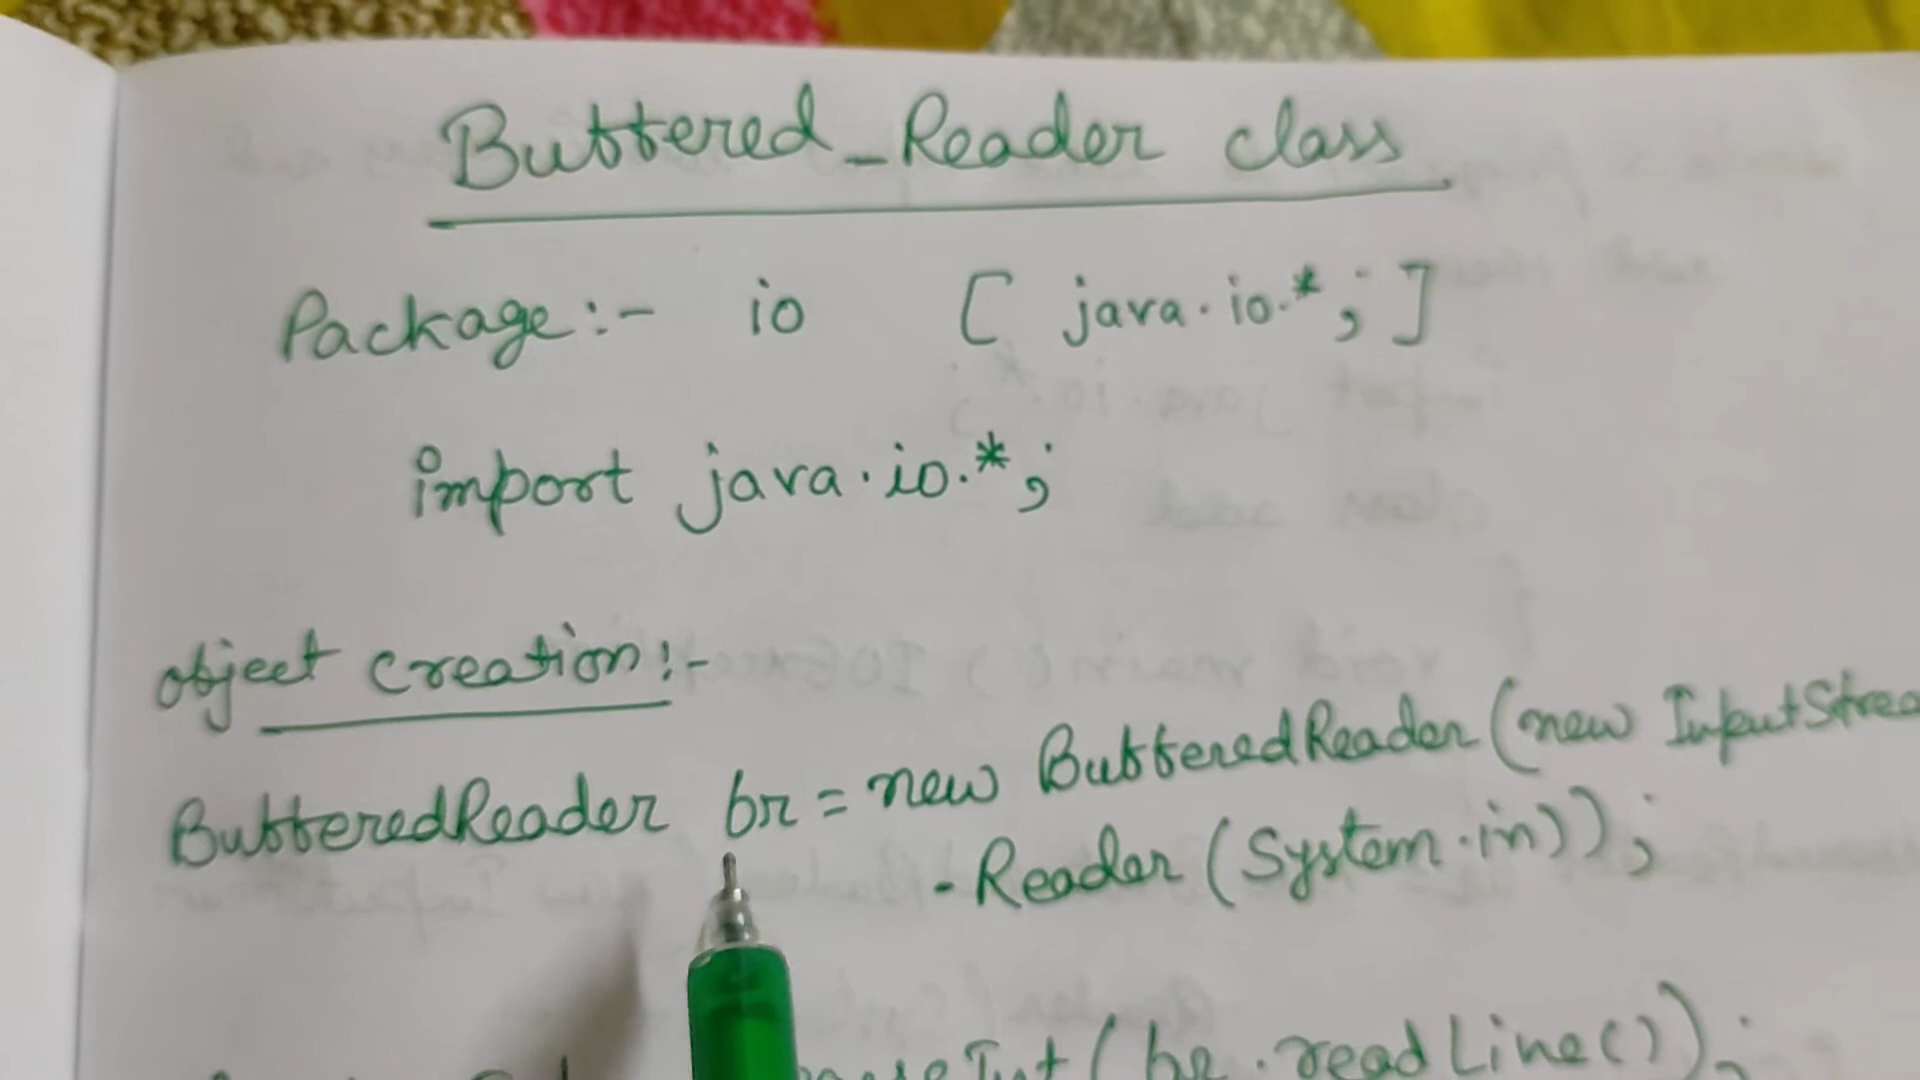 Buffered_Reader class
Package:- io [ java.io.*; ]
import java.io.*;
object creation:-
BufferedReader br = new BufferedReader(new InputStrea
-Reader (System.in));
(br.readLine());